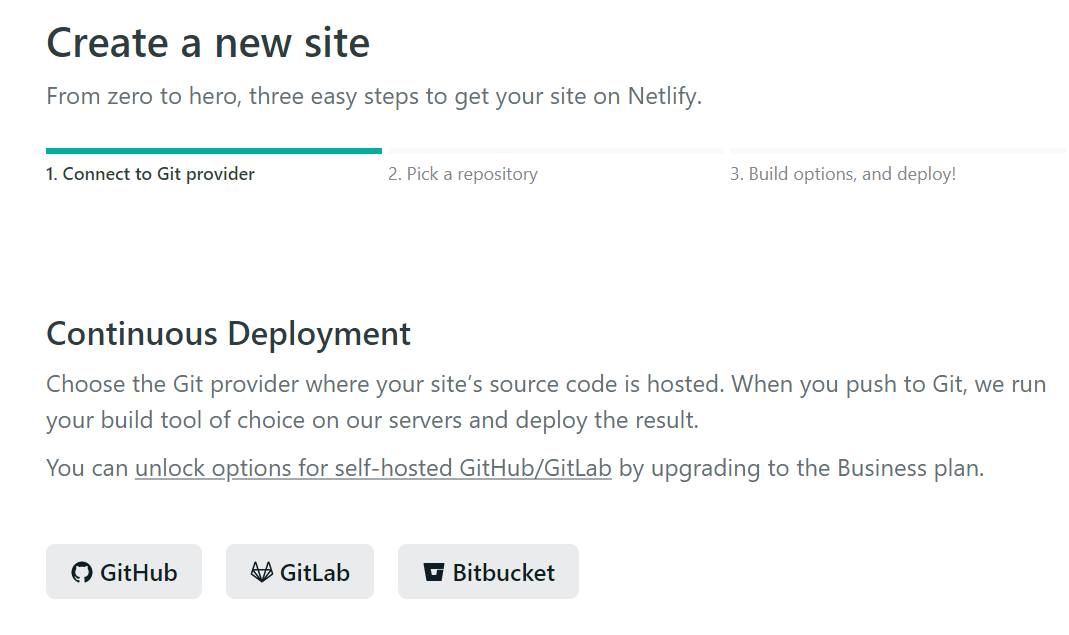 Create a new site
From zero to hero, three easy steps to get your site on Netlify.
1. Connect to Git provider
2. Pick a repository
3. Build options, and deploy!
Continuous Deployment
Choose the Git provider where your site’s source code is hosted. When you push to Git, we run
your build tool of choice on our servers and deploy the result.
You can unlock options for self-hosted GitHub/GitLab by upgrading to the Business plan.
GitHub
GitLab
Bitbucket